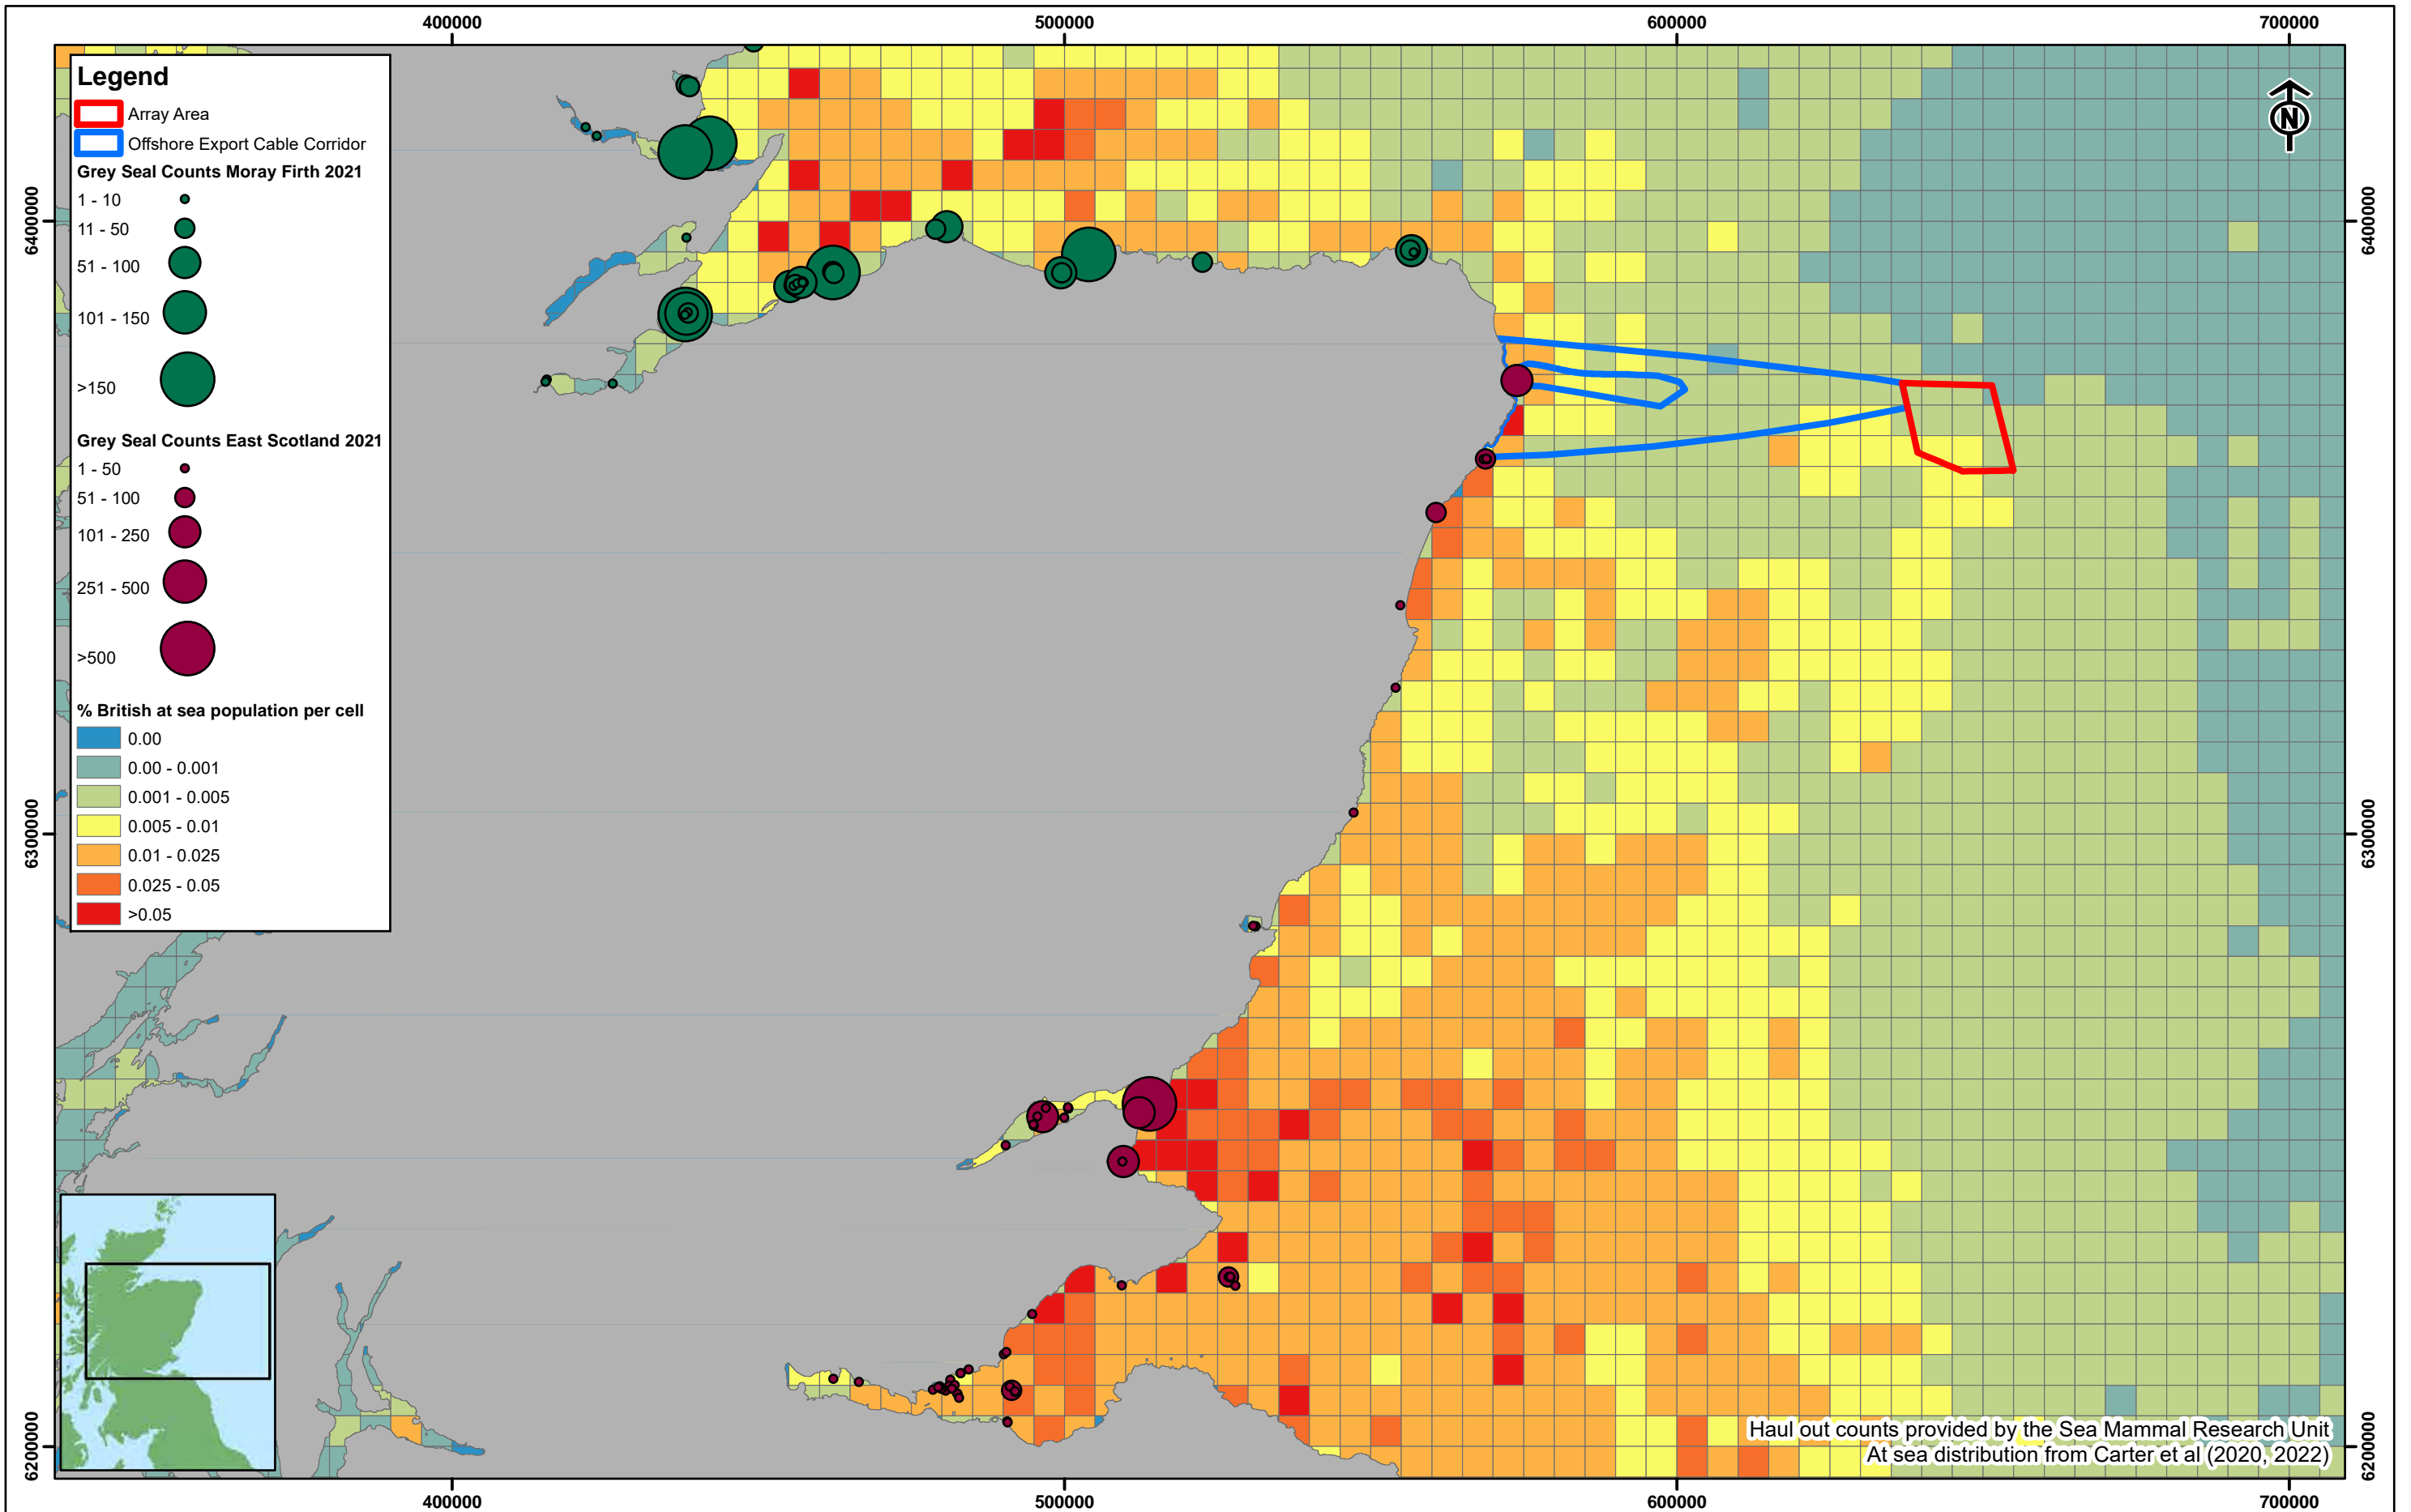 400000 500000 600000 700000
Legend
Array Area
Offshore Export Cable Corridor
Grey Seal Counts Moray Firth 2021
1 - 10
11 - 50
51 - 100
101 - 150
>150
Grey Seal Counts East Scotland 2021
1 - 50
51 - 100
101 - 250
251 - 500
>500
% British at sea population per cell
0.00
0.00 - 0.001
0.001 - 0.005
0.005 - 0.01
0.01 - 0.025
0.025 - 0.05
>0.05
N
6400000 6400000
6300000 6300000
6200000 6200000
Haul out counts provided by the Sea Mammal Research Unit
At sea distribution from Carter et al (2020, 2022)
400000 500000 600000 700000